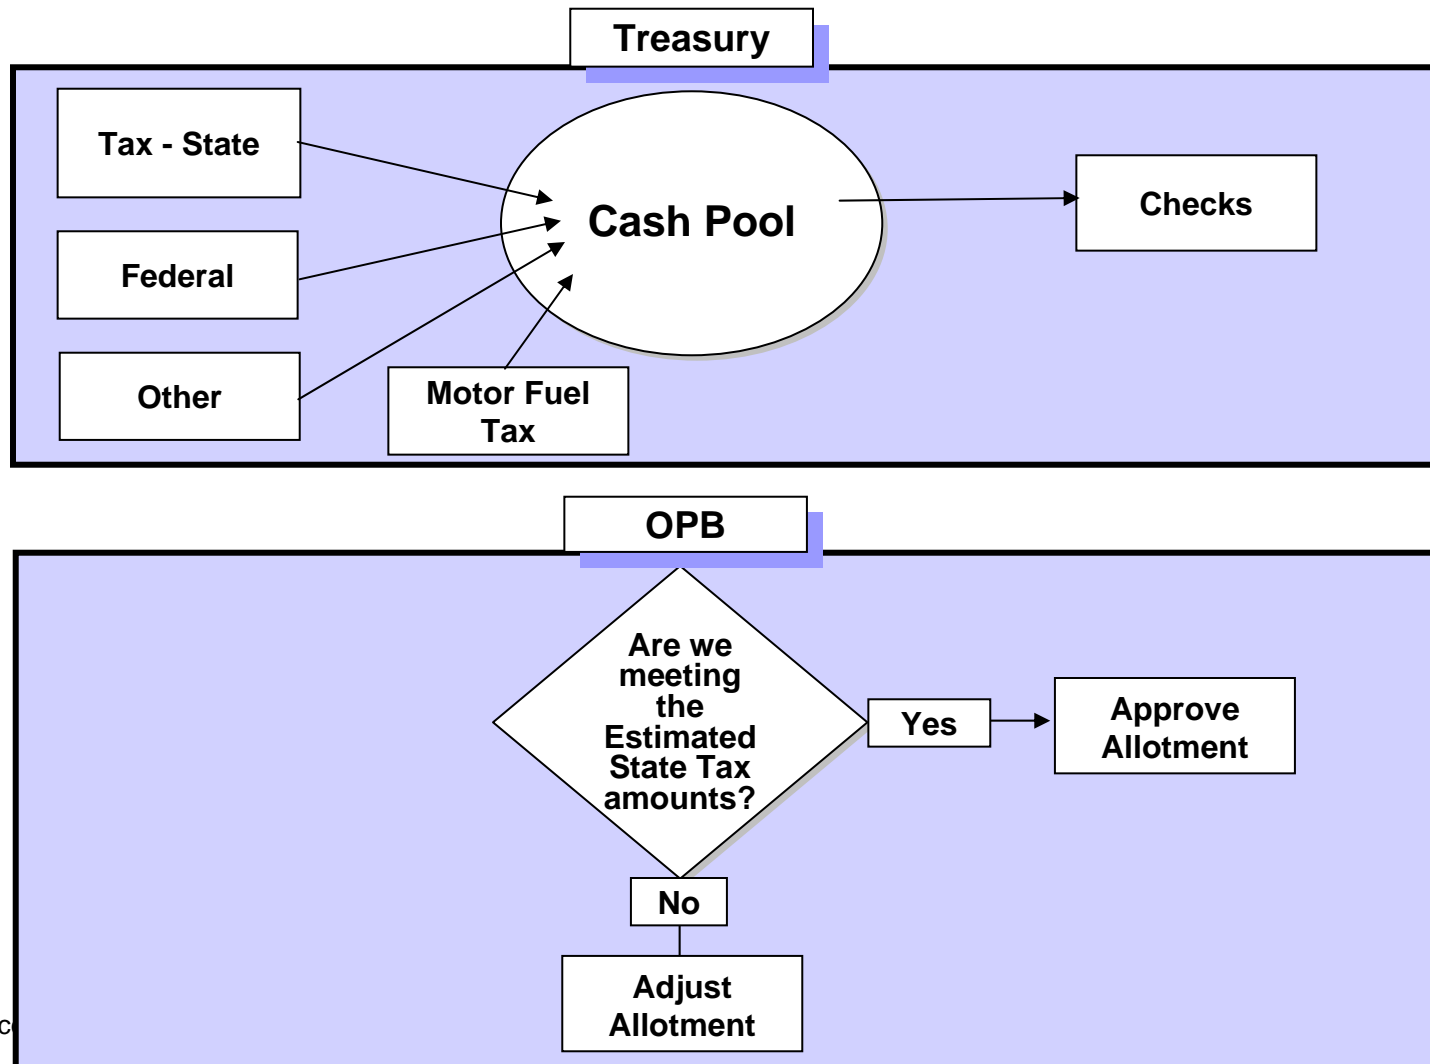 Treasury
Tax - State
Cash Pool
Checks
Federal
Other
Motor Fuel
Tax
OPB
Are we
meeting
the
Estimated
State Tax
amounts?
Yes
Approve
Allotment
No
Adjust
Allotment